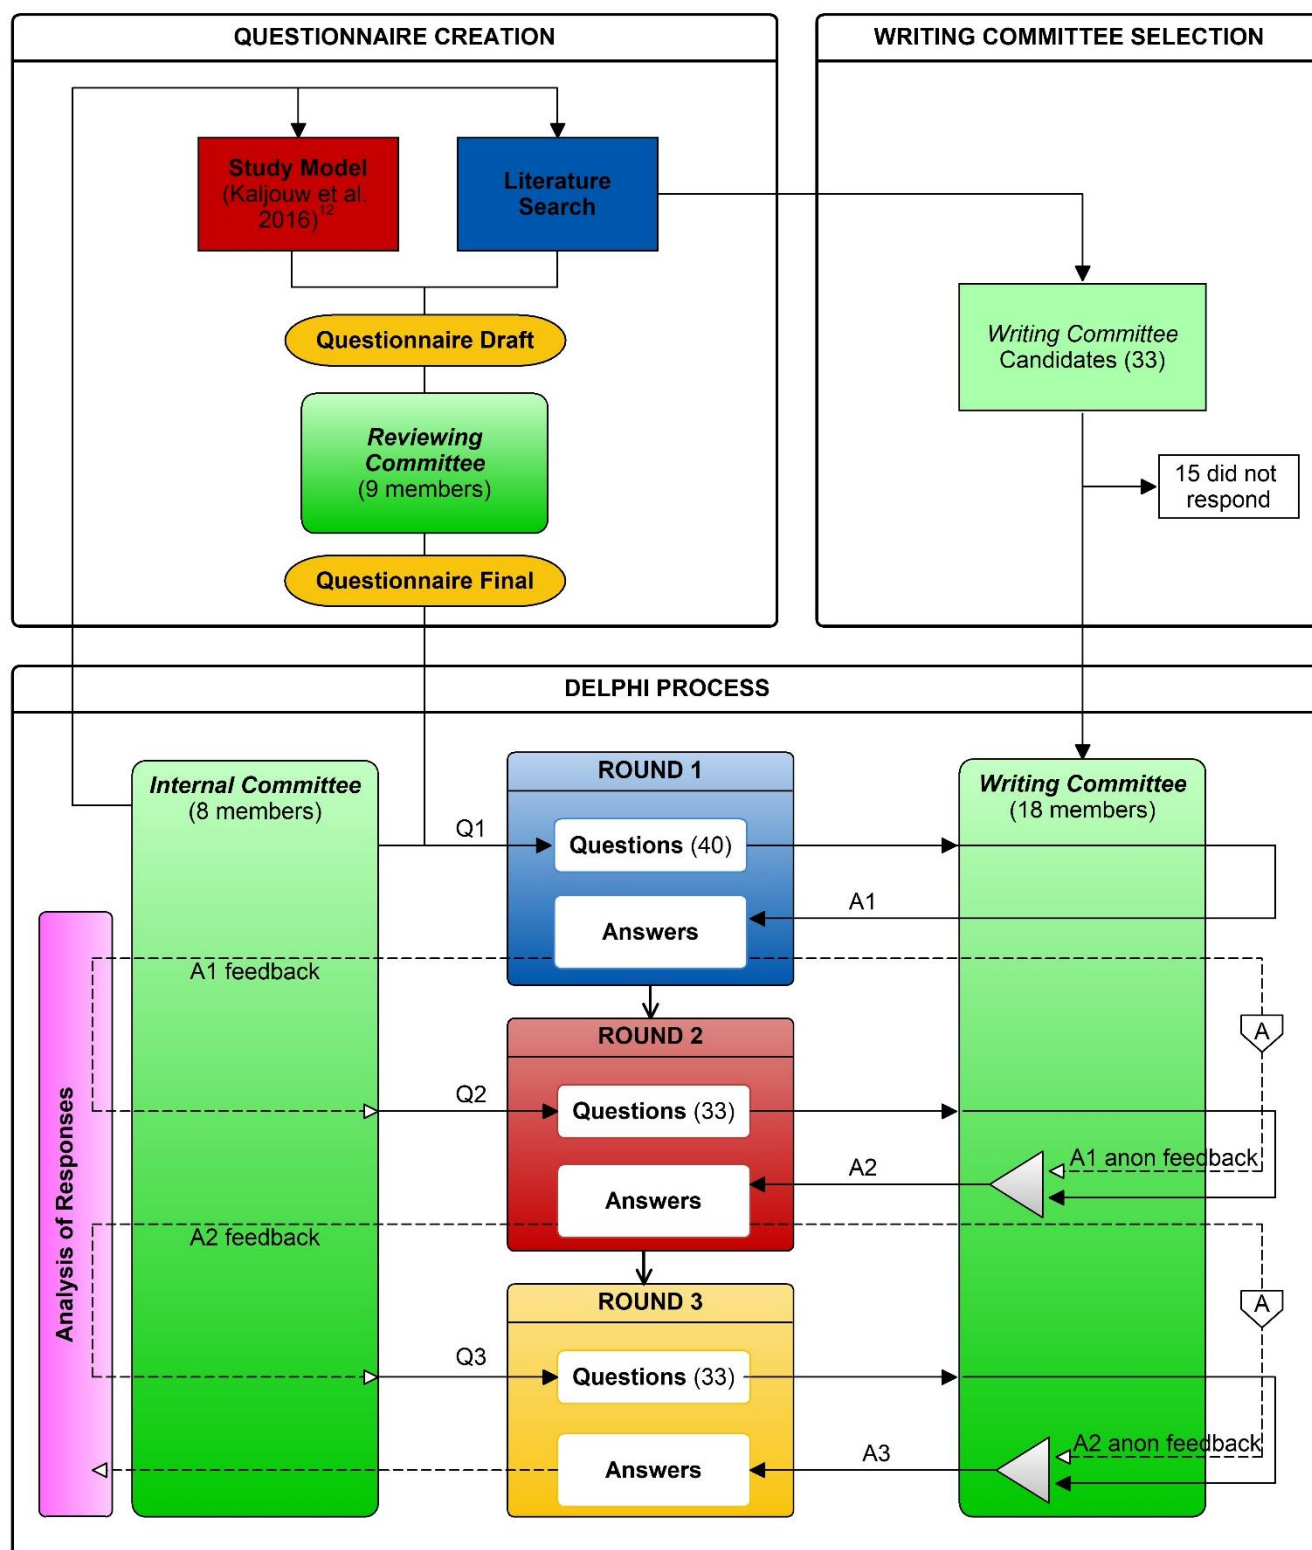 QUESTIONNAIRE CREATION
Study Model
(Kaljouw et al.
2016)12
Literature
Search
Questionnaire Draft
Reviewing
Committee
(9 members)
Questionnaire Final
WRITING COMMITTEE SELECTION
Writing Committee
Candidates (33)
15 did not
respond
DELPHI PROCESS
Internal Committee
(8 members)
ROUND 1
Writing Committee
(18 members)
Q1
Questions (40)
A1
Answers
A1 feedback
A
ROUND 2
Q2
Questions (33)
A1 anon feedback
A2
Answers
A2 feedback
A
ROUND 3
Q3
Questions (33)
A2 anon feedback
A3
Answers
Analysis of Responses